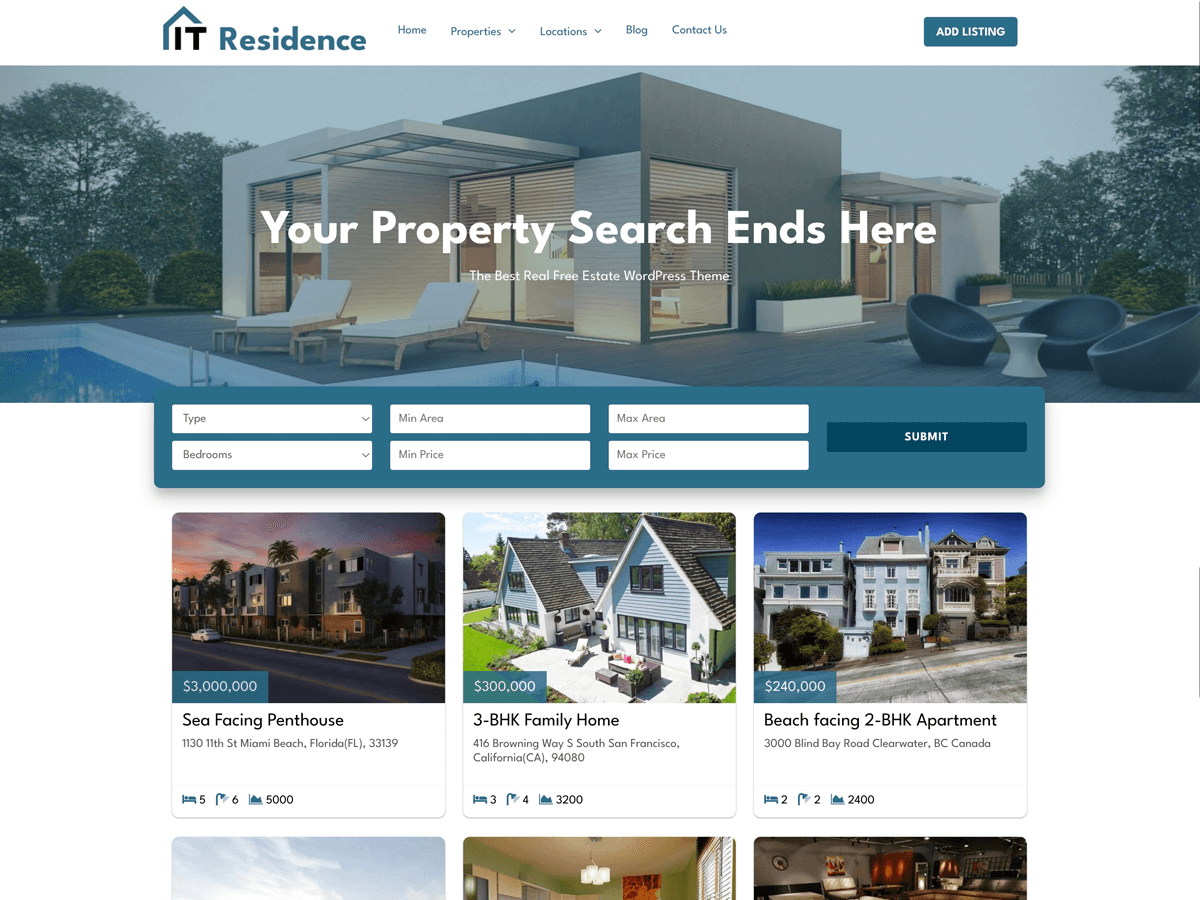 IT Residence
Home
Properties
Locations
Blog
Contact Us
ADD LISTING
Your Property Search Ends Here
The Best Real Free Estate WordPress Theme
Type
Min Area
Max Area
SUBMIT
Bedrooms
Min Price
Max Price
$3,000,000
Sea Facing Penthouse
1130 11th St Miami Beach, Florida(FL), 33139
5 6 5000
$300,000
3-BHK Family Home
416 Browning Way S South San Francisco,
California(CA), 94080
3 4 3200
$240,000
Beach facing 2-BHK Apartment
3000 Blind Bay Road Clearwater, BC Canada
2 2 2400